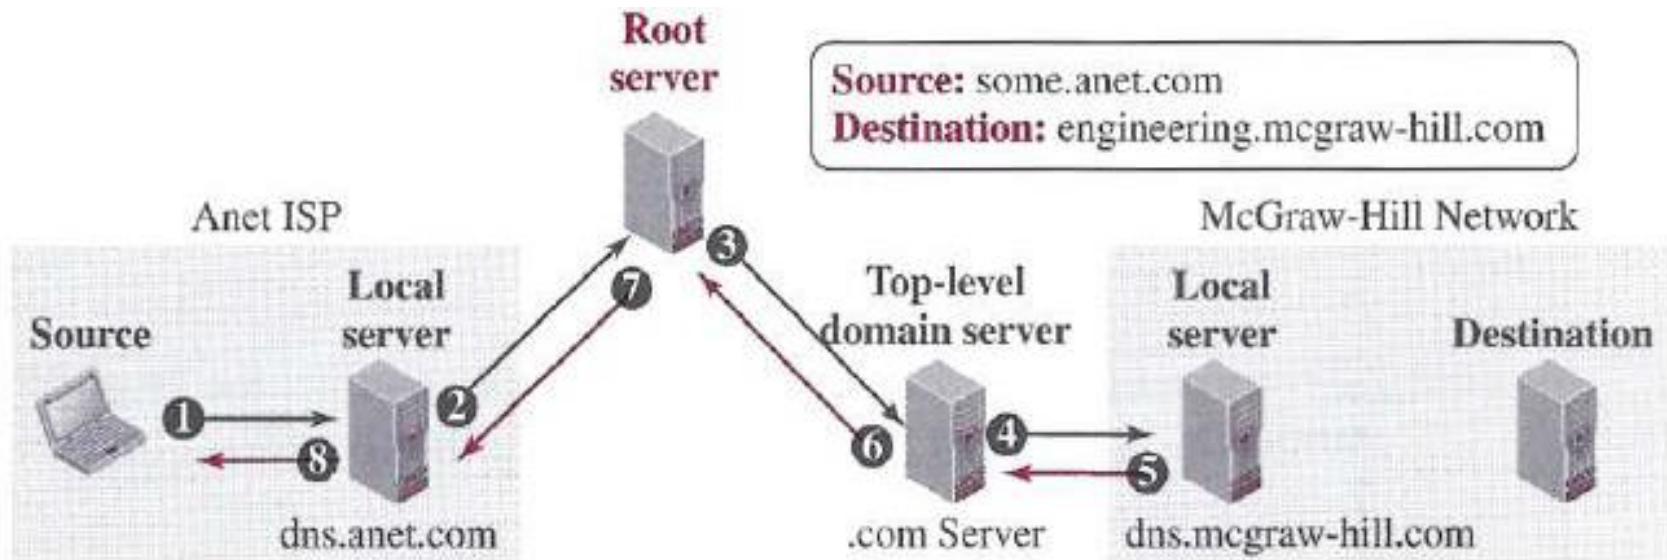 Root
server
Source: some.anet.com
Destination: engineering.mcgraw-hill.com
Anet ISP
McGraw-Hill Network
Source
Local
server
Top-level
domain server
Local
server
Destination
1
2
3
4
5
6
7
8
dns.anet.com
.com Server
dns.mcgraw-hill.com